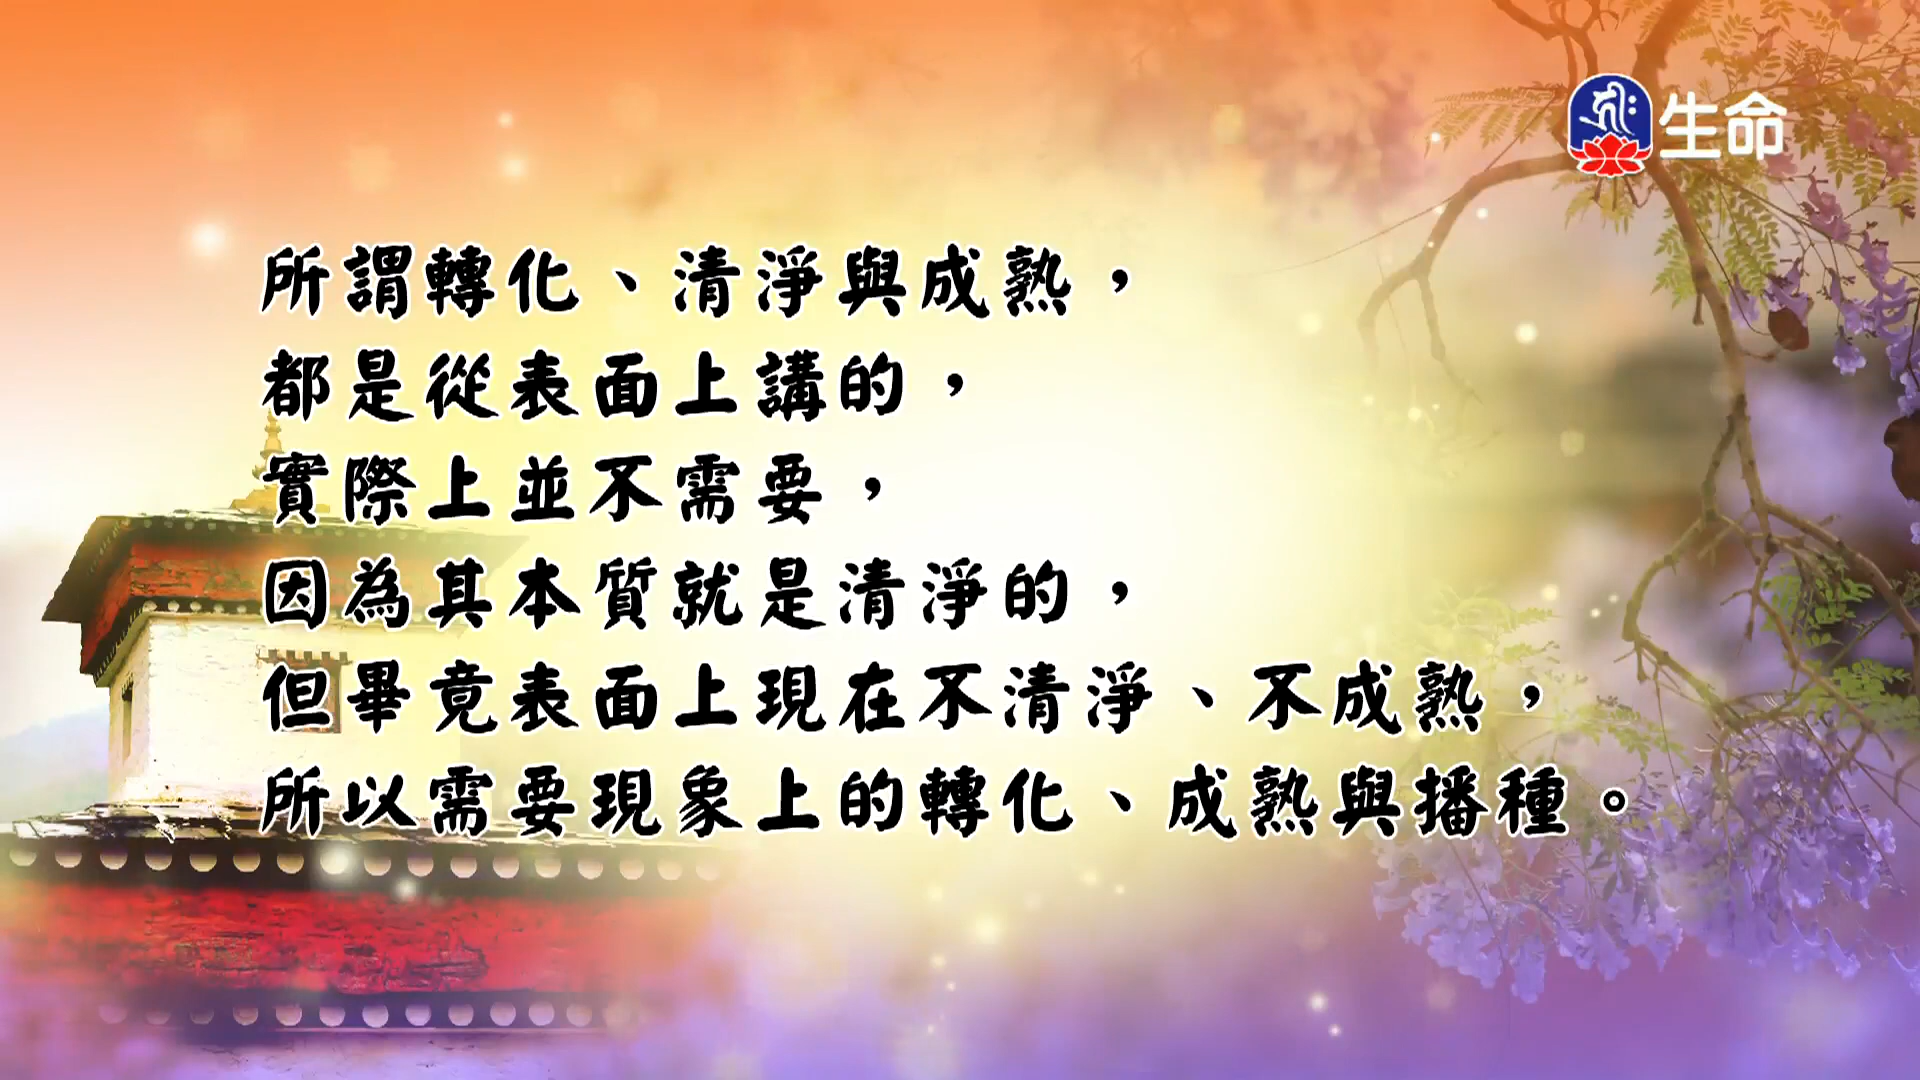 生命
所謂轉化、清淨與成熟，
都是從表面上講的，
實際上並不需要，
因為其本質就是清淨的，
但畢竟表面上現在不清淨、不成熟，
所以需要現象上的轉化、成熟與播種。